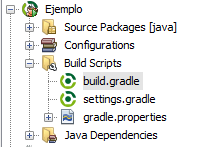 Ejemplo
Source Packages [java]
Configurations
Build Scripts
build.gradle
settings.gradle
gradle.properties
Java Dependencies